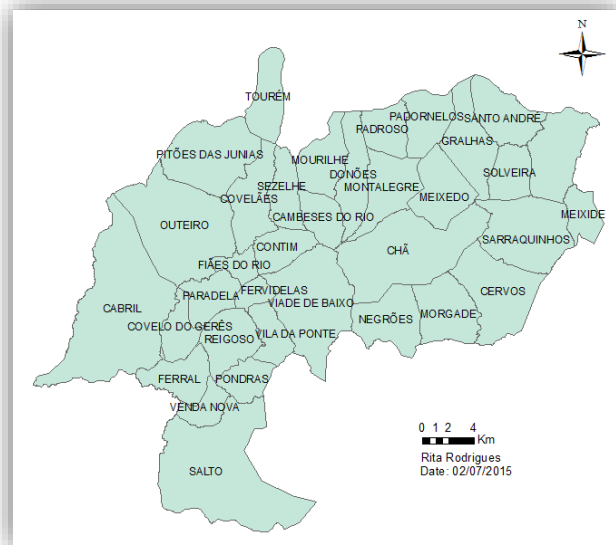 N
TOURÉM
PADORNELOS
SANTO ANDRÉ
PADROSO
GRALHAS
PITÕES DAS JUNIAS
MOURILHE
DONÕES
SOLVEIRA
SEZELHE
MONTALEGRE
COVELÃES
MEIXEDO
CAMBESES DO RIO
MEIXIDE
OUTEIRO
SARRAQUINHOS
CONTIM
CHÃ
FIÃES DO RIO
FERVIDELAS
CERVOS
PARADELA
VIADE DE BAIXO
CABRIL
MORGADE
NEGRÕES
COVELO DO GERÊS
VILA DA PONTE
REIGOSO
FERRAL
PONDRAS
VENDA NOVA
SALTO
0 1 2 4
Km
Rita Rodrigues
Date: 02/07/2015